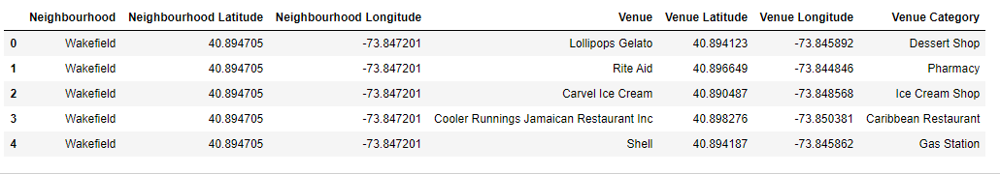 Neighbourhood Neighbourhood Latitude Neighbourhood Longitude Venue Venue Latitude Venue Longitude Venue Category
0 Wakefield 40.894705 -73.847201 Lollipops Gelato 40.894123 -73.845892 Dessert Shop
1 Wakefield 40.894705 -73.847201 Rite Aid 40.896649 -73.844846 Pharmacy
2 Wakefield 40.894705 -73.847201 Carvel Ice Cream 40.890487 -73.848568 Ice Cream Shop
3 Wakefield 40.894705 -73.847201 Cooler Runnings Jamaican Restaurant Inc 40.898276 -73.850381 Caribbean Restaurant
4 Wakefield 40.894705 -73.847201 Shell 40.894187 -73.845862 Gas Station